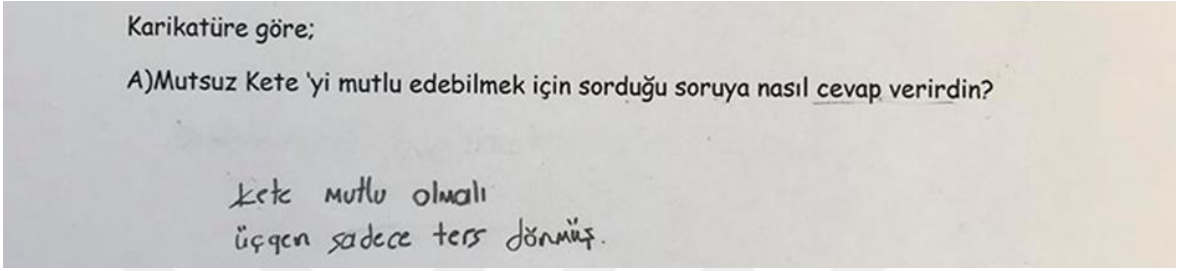 Karikatüre göre;
A)Mutsuz Kete 'yi mutlu edebilmek için sorduğu soruya nasıl cevap verirdin?
Kete mutlu olmalı
üçgen sadece ters dönmüş.